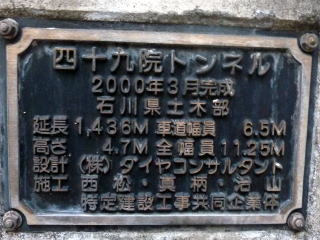 四十九院トンネル
2000年3月完成
石川県土木部
延長 1,436M 車道幅員 6.5M
高さ 4.7M 全幅員 11.25M
設計 (株)ダイヤコンサルタント
施工 西松・真柄・治山
特定建設工事共同企業体